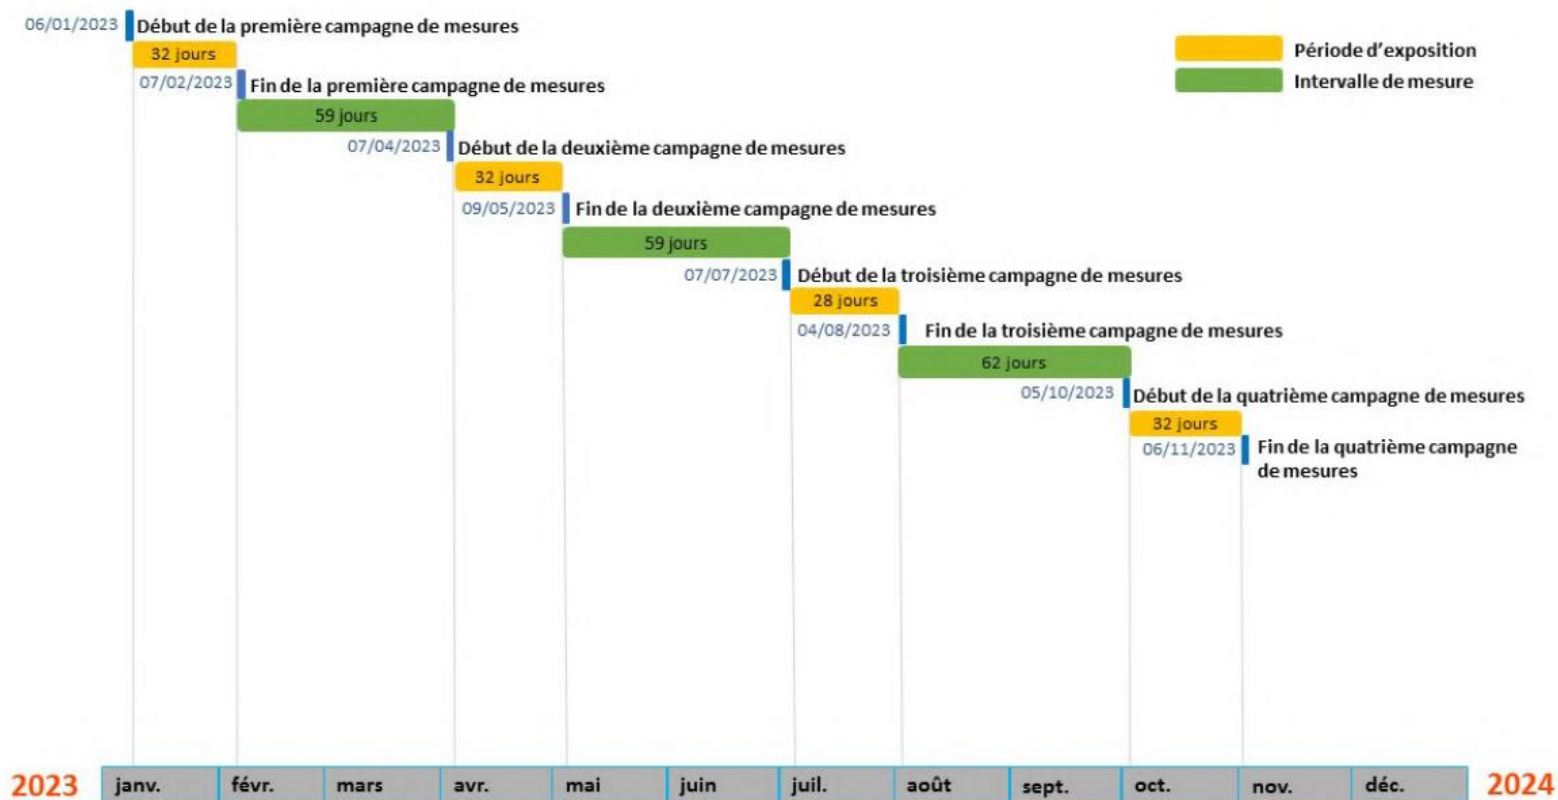 06/01/2023 Début de la première campagne de mesures
32 jours
07/02/2023 Fin de la première campagne de mesures
59 jours
07/04/2023 Début de la deuxième campagne de mesures
32 jours
09/05/2023 Fin de la deuxième campagne de mesures
59 jours
07/07/2023 Début de la troisième campagne de mesures
28 jours
04/08/2023 Fin de la troisième campagne de mesures
62 jours
05/10/2023 Début de la quatrième campagne de mesures
32 jours
06/11/2023 Fin de la quatrième campagne
de mesures
Période d'exposition
Intervalle de mesure
2023 janv. févr. mars avr. mai juin juil. août sept. oct. nov. déc. 2024